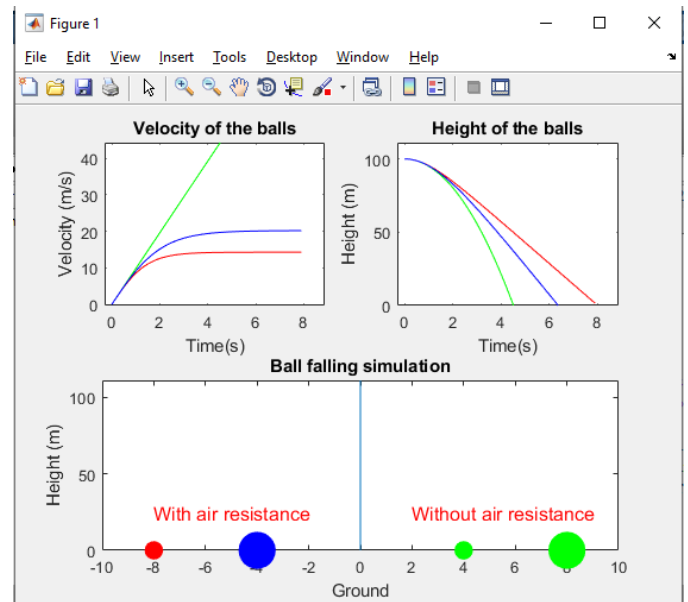 Figure 1
File Edit View Insert Tools Desktop Window Help
Velocity of the balls
Height of the balls
Velocity (m/s)
40
30
20
10
0
0 2 4 6 8
Time(s)
Height (m)
100
50
0
0 2 4 6 8
Time(s)
Ball falling simulation
Height (m)
100
50
0
With air resistance
Without air resistance
-10 -8 -6 -4 -2 0 2 4 6 8 10
Ground